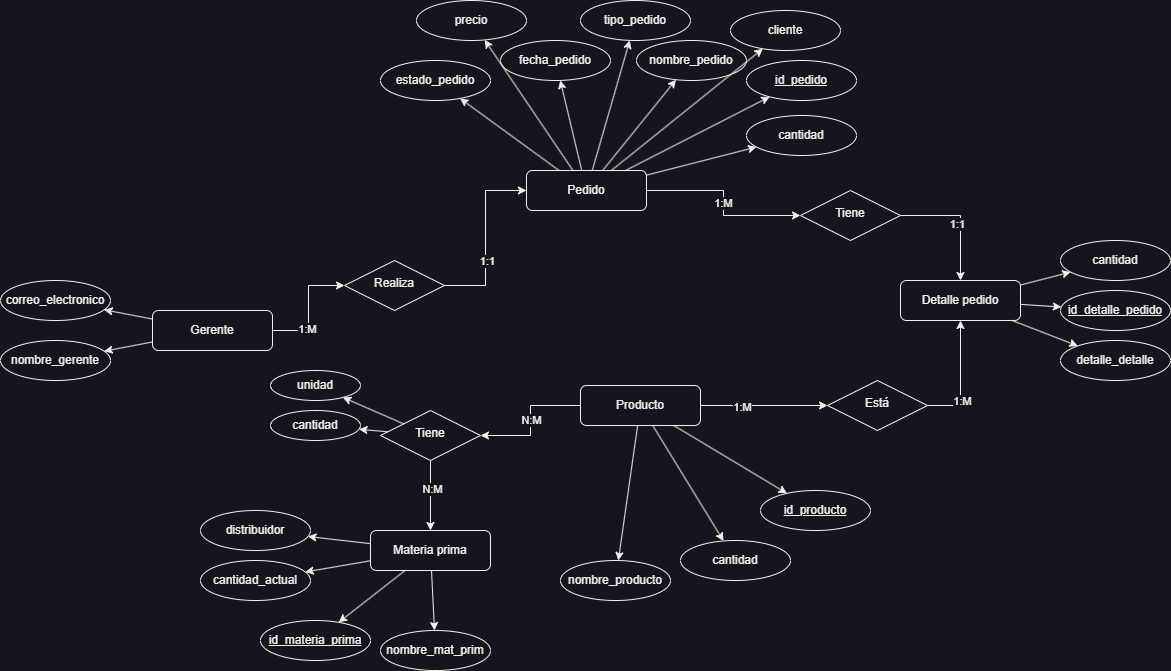 precio
tipo_pedido
cliente
fecha_pedido
nombre_pedido
estado_pedido
id_pedido
cantidad
Pedido
1:M
Tiene
1:1
1:1
cantidad
Realiza
correo_electronico
Detalle pedido
id_detalle_pedido
Gerente
1:M
nombre_gerente
detalle_detalle
unidad
Producto
1:M
Está
1:M
N:M
cantidad
Tiene
N:M
id_producto
distribuidor
Materia prima
cantidad
cantidad_actual
nombre_producto
id_materia_prima
nombre_mat_prim